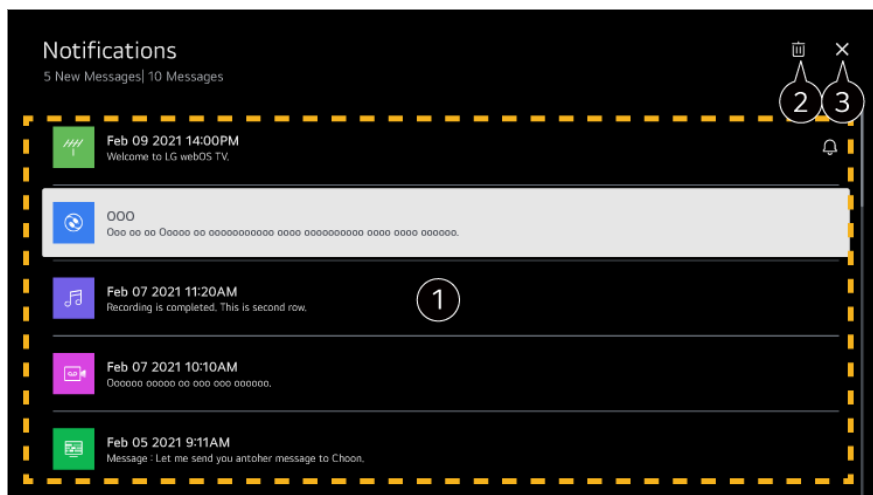 Notifications
5 New Messages| 10 Messages
2
3
Feb 09 2021 14:00PM
Welcome to LG webOS TV.
OOO
Ooo oo oo Ooooo oo ooooooooooo oooo oooooooooo oooo oooo oooooo.
Feb 07 2021 11:20AM
Recording is completed. This is second row.
1
Feb 07 2021 10:10AM
Oooooo ooooo oo ooo ooo oooooo.
Feb 05 2021 9:11AM
Message : Let me send you antoher message to Choon.